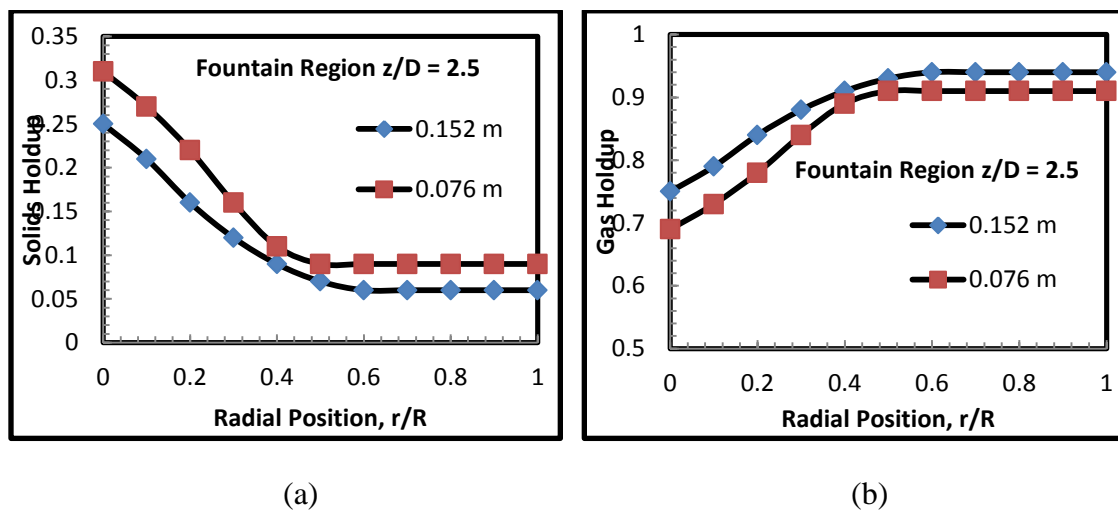 0.35
0.3
0.25
0.2
0.15
0.1
0.05
0
Solids Holdup
Fountain Region z/D = 2.5
0.152 m
0.076 m
0 0.2 0.4 0.6 0.8 1
Radial Position, r/R
(a)
1
0.9
0.8
0.7
0.6
0.5
Gas Holdup
Fountain Region z/D = 2.5
0.152 m
0.076 m
0 0.2 0.4 0.6 0.8 1
Radial Position, r/R
(b)